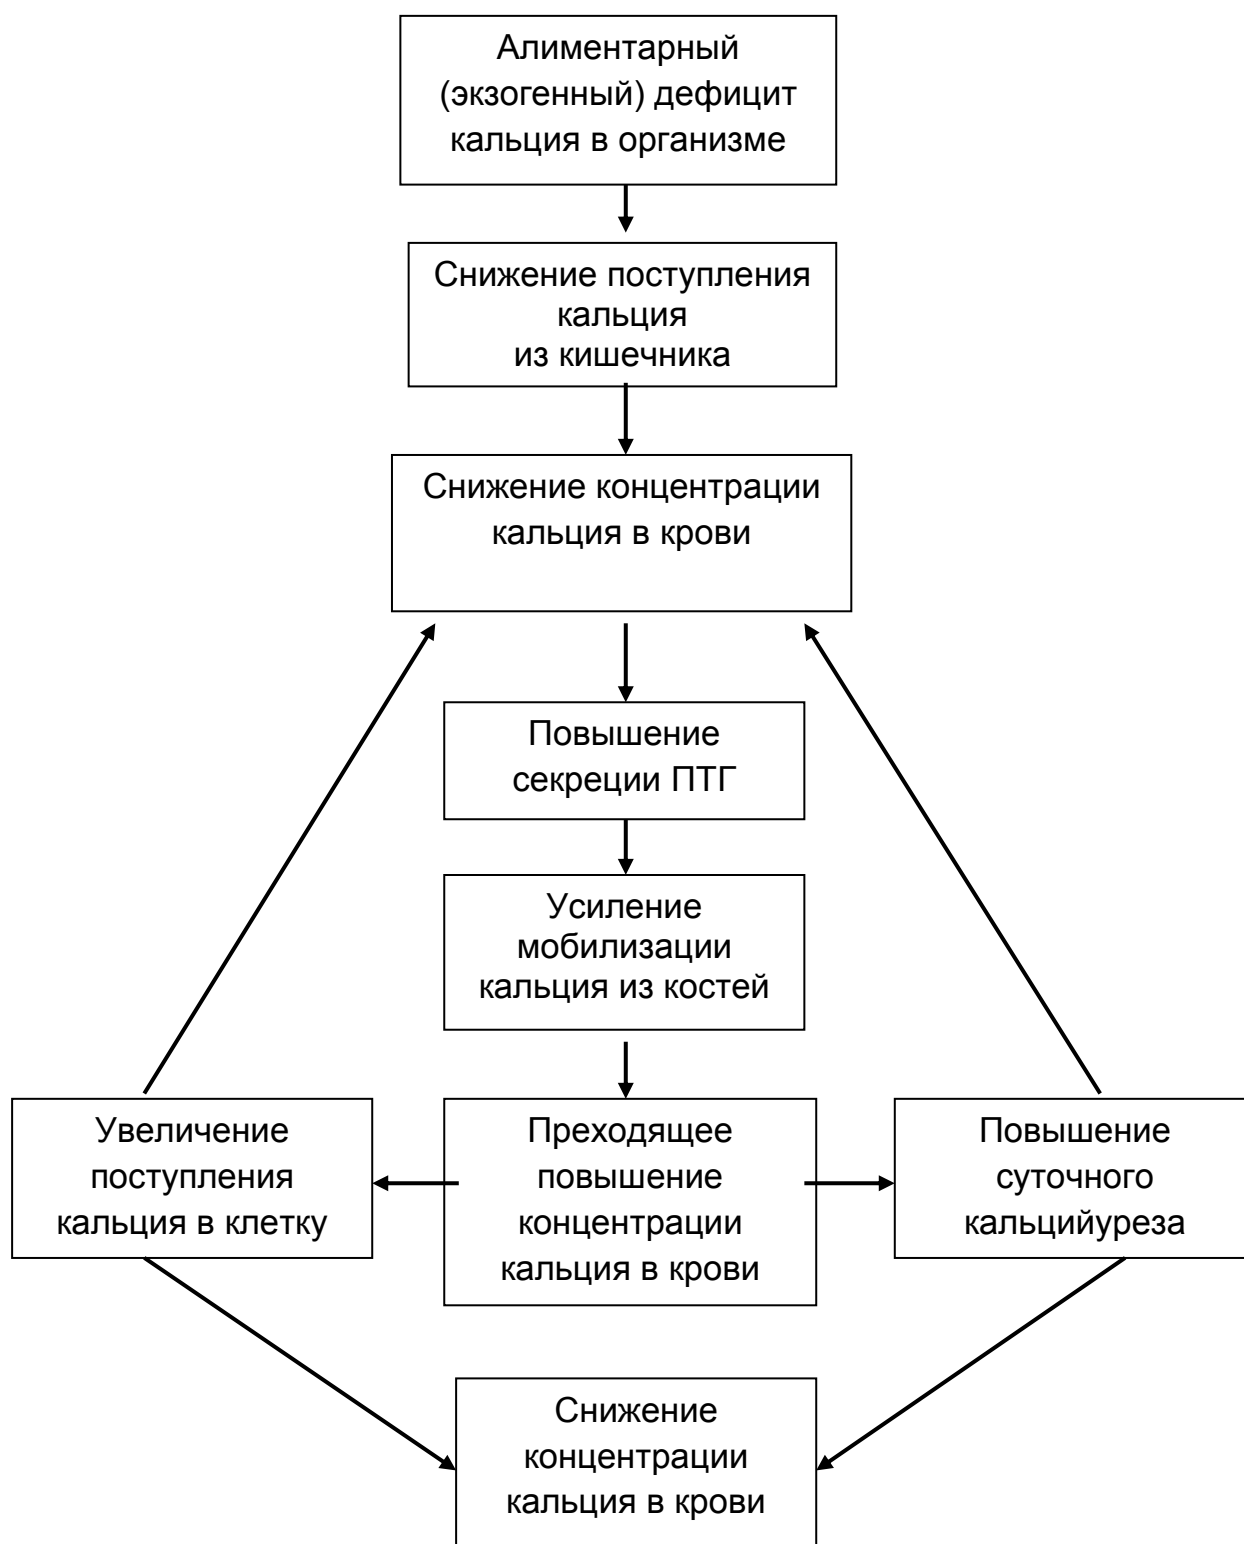 Алиментарный
(экзогенный) дефицит
кальция в организме
Снижение поступления
кальция
из кишечника
Снижение концентрации
кальция в крови
Повышение
секреции ПТГ
Усиление
мобилизации
кальция из костей
Увеличение
поступления
кальция в клетку
Преходящее
повышение
концентрации
кальция в крови
Повышение
суточного
кальцийуреза
Снижение
концентрации
кальция в крови